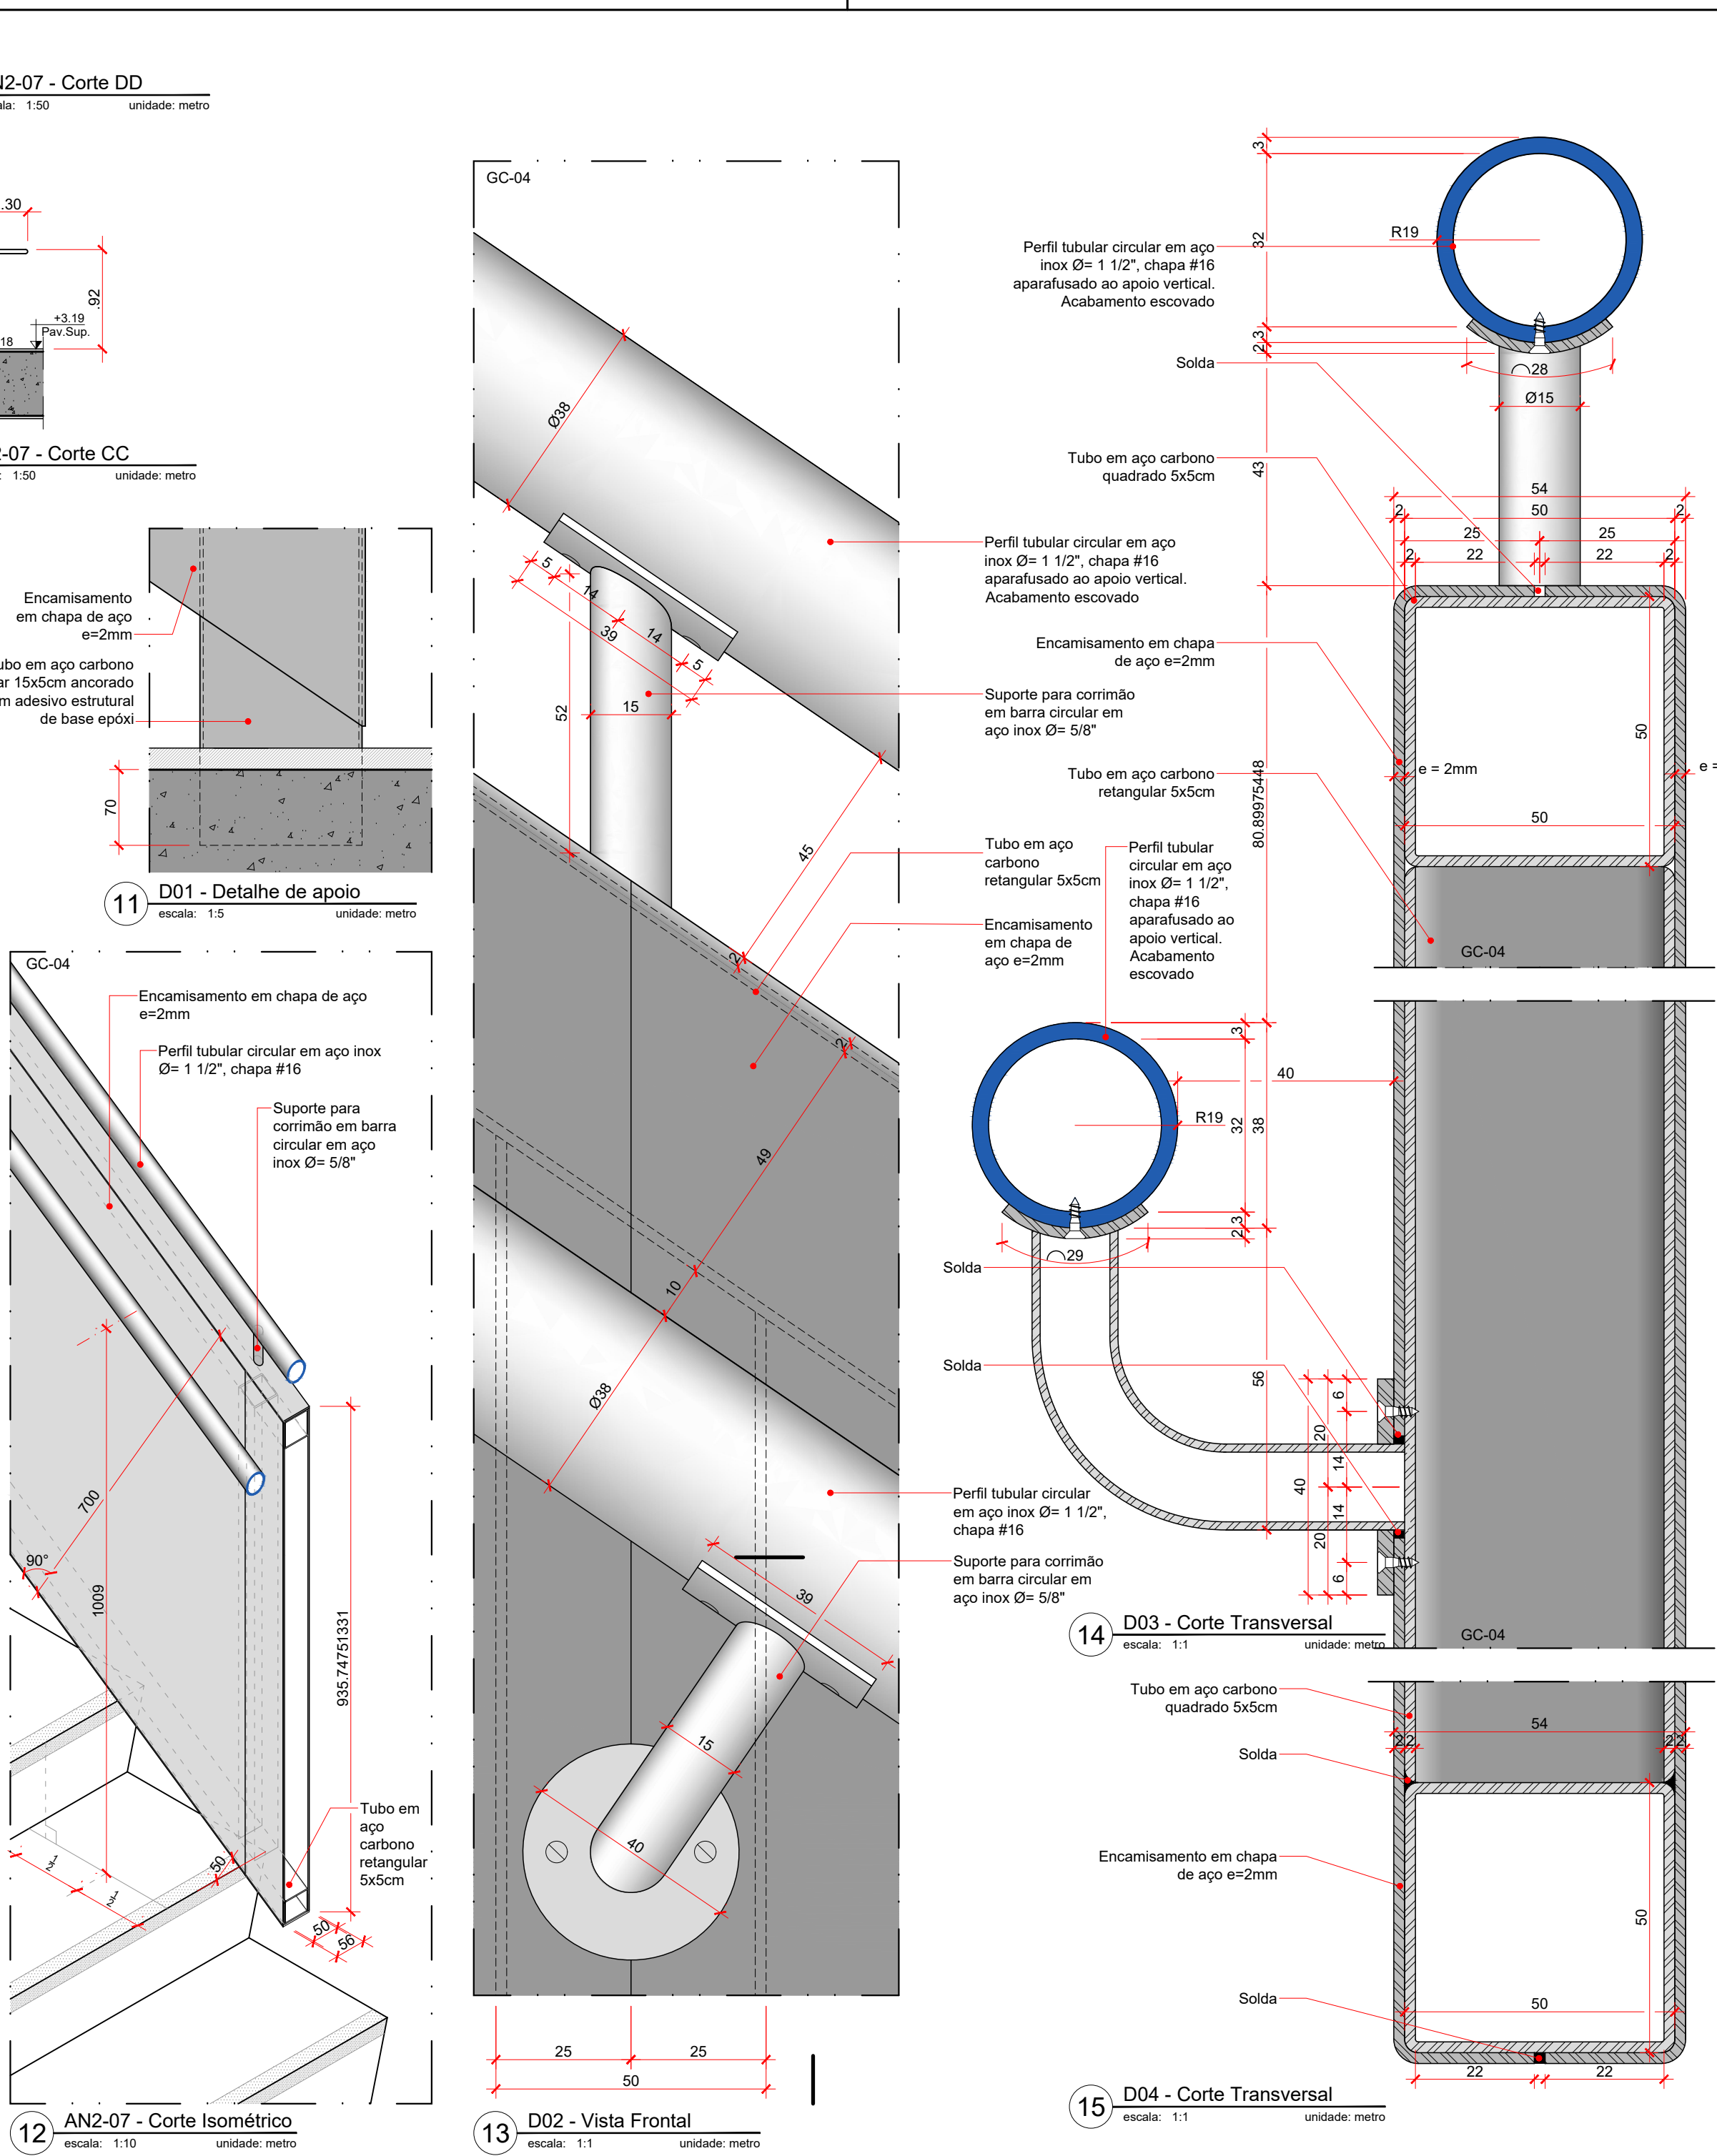 N2-07 - Corte DD
ala: 1:50 unidade: metro
.30
.92
+3.19
Pav.Sup.
18
2-07 - Corte CC
: 1:50 unidade: metro
Encamisamento
em chapa de aço
e=2mm
ubo em aço carbono
ar 15x5cm ancorado
m adesivo estrutural
de base epóxi
70
11
D01 - Detalhe de apoio
escala: 1:5 unidade: metro
GC-04
Encamisamento em chapa de aço
e=2mm
Perfil tubular circular em aço inox
Ø= 1 1/2", chapa #16
Suporte para
corrimão em barra
circular em aço
inox Ø= 5/8"
700
90°
1009
935.74751331
Tubo em
aço
carbono
retangular
5x5cm
1/2
1/2
50
50
56
12
AN2-07 - Corte Isométrico
escala: 1:10 unidade: metro
GC-04
Ø38
5
14
39
14
5
52
15
45
2
2
49
10
Ø38
39
15
40
25
25
50
Perfil tubular circular em aço
inox Ø= 1 1/2", chapa #16
aparafusado ao apoio vertical.
Acabamento escovado
Suporte para corrimão
em barra circular em
aço inox Ø= 5/8"
Tubo em aço
carbono
retangular 5x5cm
Encamisamento
em chapa de
aço e=2mm
Perfil tubular circular
em aço inox Ø= 1 1/2",
chapa #16
Suporte para corrimão
em barra circular em
aço inox Ø= 5/8"
13
D02 - Vista Frontal
escala: 1:1 unidade: metro
Perfil tubular circular em aço
inox Ø= 1 1/2", chapa #16
aparafusado ao apoio vertical.
Acabamento escovado
Solda
Tubo em aço carbono
quadrado 5x5cm
Encamisamento em chapa
de aço e=2mm
Tubo em aço carbono
retangular 5x5cm
Perfil tubular
circular em aço
inox Ø= 1 1/2",
chapa #16
aparafusado ao
apoio vertical.
Acabamento
escovado
3
32
3
2
43
80.89975448
R19
28
Ø15
54
2
50
2
25
25
2
22
22
2
50
e = 2mm
e =
50
GC-04
3
32
38
3
2
40
R19
29
Solda
Solda
56
6
20
14
40
14
20
6
14
D03 - Corte Transversal
escala: 1:1 unidade: metro
GC-04
Tubo em aço carbono
quadrado 5x5cm
54
2
2
2
2
Solda
Encamisamento em chapa
de aço e=2mm
50
50
Solda
22
22
15
D04 - Corte Transversal
escala: 1:1 unidade: metro